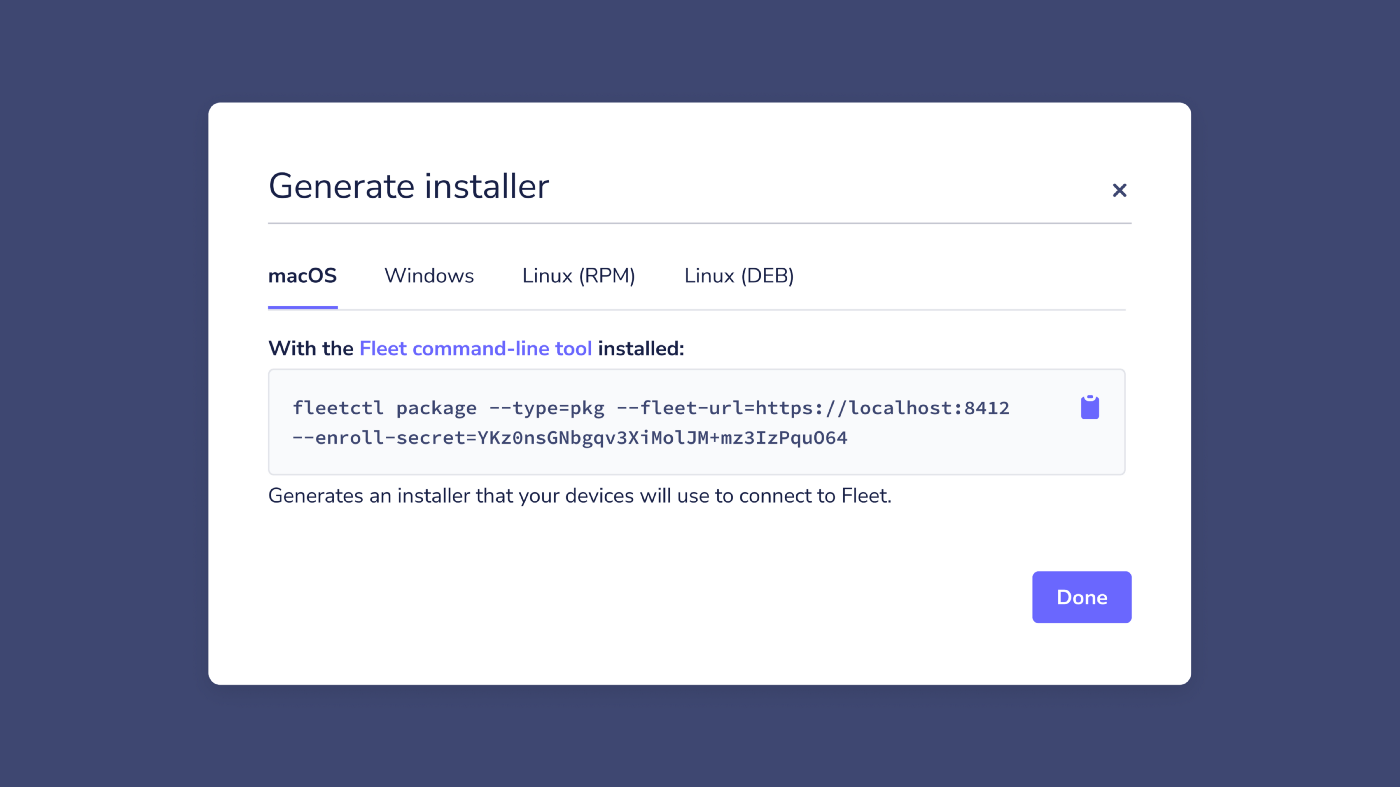 Generate installer
macOS Windows Linux (RPM) Linux (DEB)
With the Fleet command-line tool installed:
fleetctl package --type=pkg --fleet-url=https://localhost:8412
--enroll-secret=YKz0nsGNbgqv3XiMolJM+mz3IzPquO64
Generates an installer that your devices will use to connect to Fleet.
Done